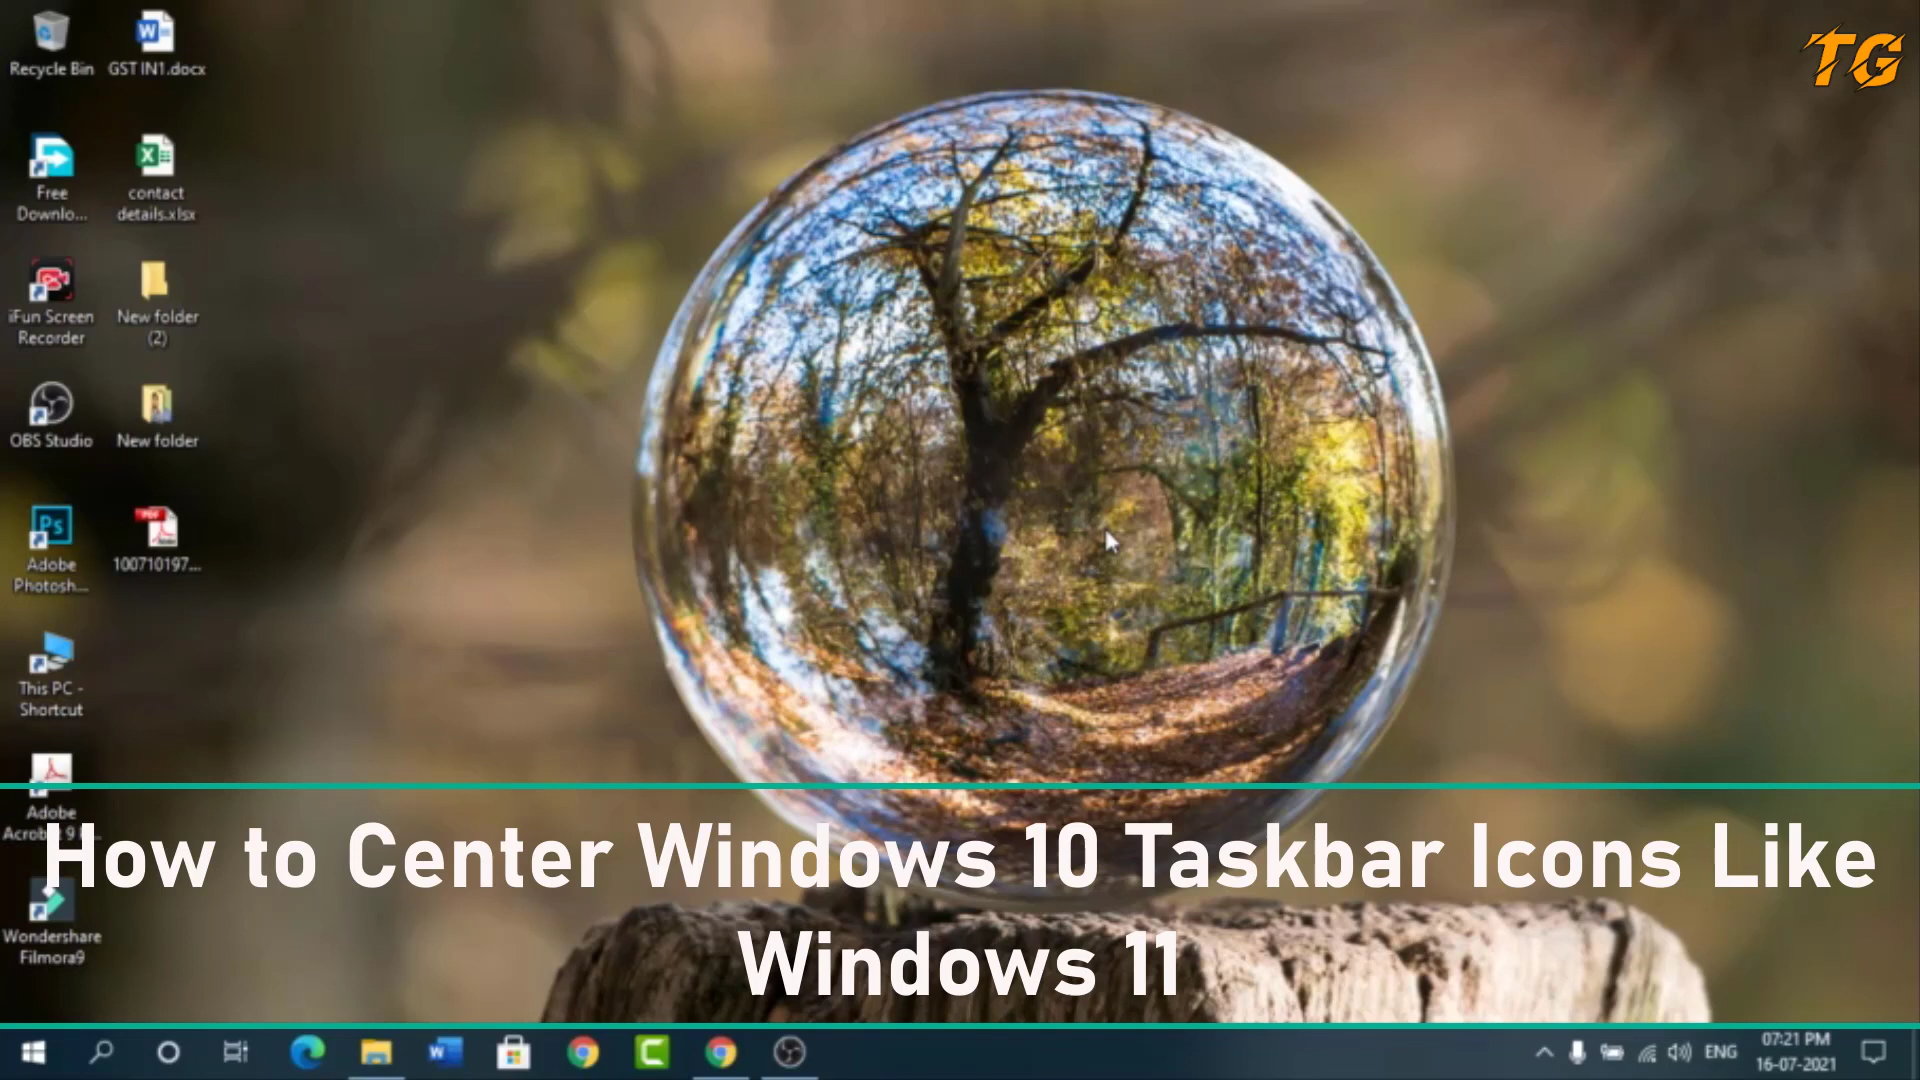 Recycle Bin
GST IN1.docx
TG
Free
Downlo...
contact
details.xlsx
iFun Screen
Recorder
New folder
(2)
OBS Studio
New folder
Ps
Adobe
Photosh...
PDF
100710197...
This PC -
Shortcut
Adobe
How to Center Windows 10 Taskbar Icons Like
Windows 11
Wondershare
Filmora9
ENG
07:21 PM
16-07-2021